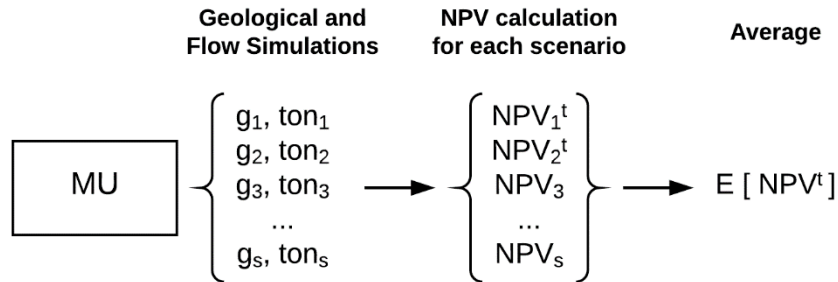 Geological and
Flow Simulations
NPV calculation
for each scenario
Average
MU
g₁, ton₁
g₂, ton₂
g₃, ton₃
...
gₛ, tonₛ
NPV₁ᵗ
NPV₂ᵗ
NPV₃
...
NPVₛ
E [ NPVᵗ ]